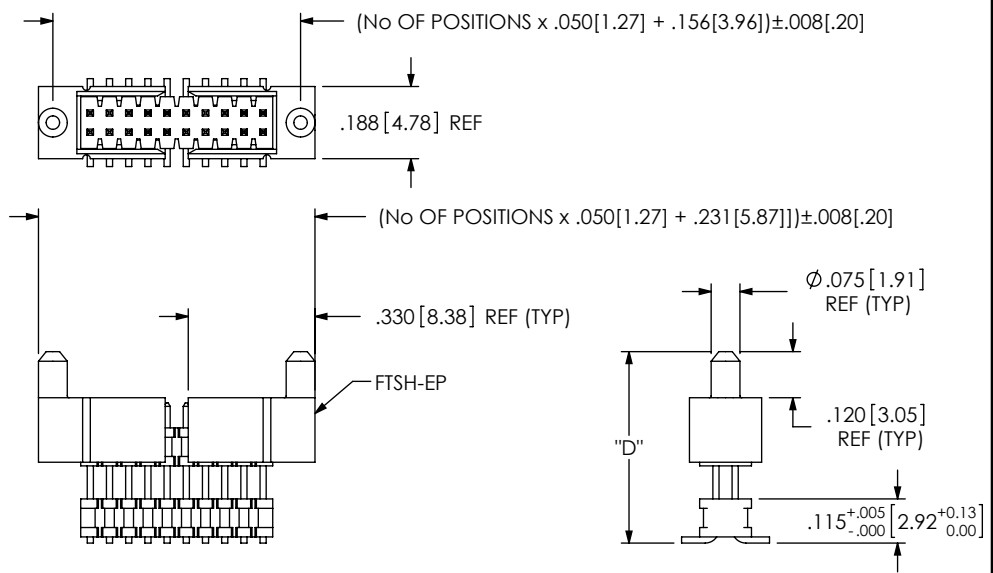 (No OF POSITIONS x .050[1.27] + .156[3.96])±.008[.20]
.188 [4.78] REF
(No OF POSITIONS x .050[1.27] + .231[5.87]])±.008[.20]
.330 [8.38] REF (TYP)
FTSH-EP
Ø.075 [1.91]
REF (TYP)
"D"
.120 [3.05]
REF (TYP)
.115 +.005 -.000 [2.92 +0.13 0.00]